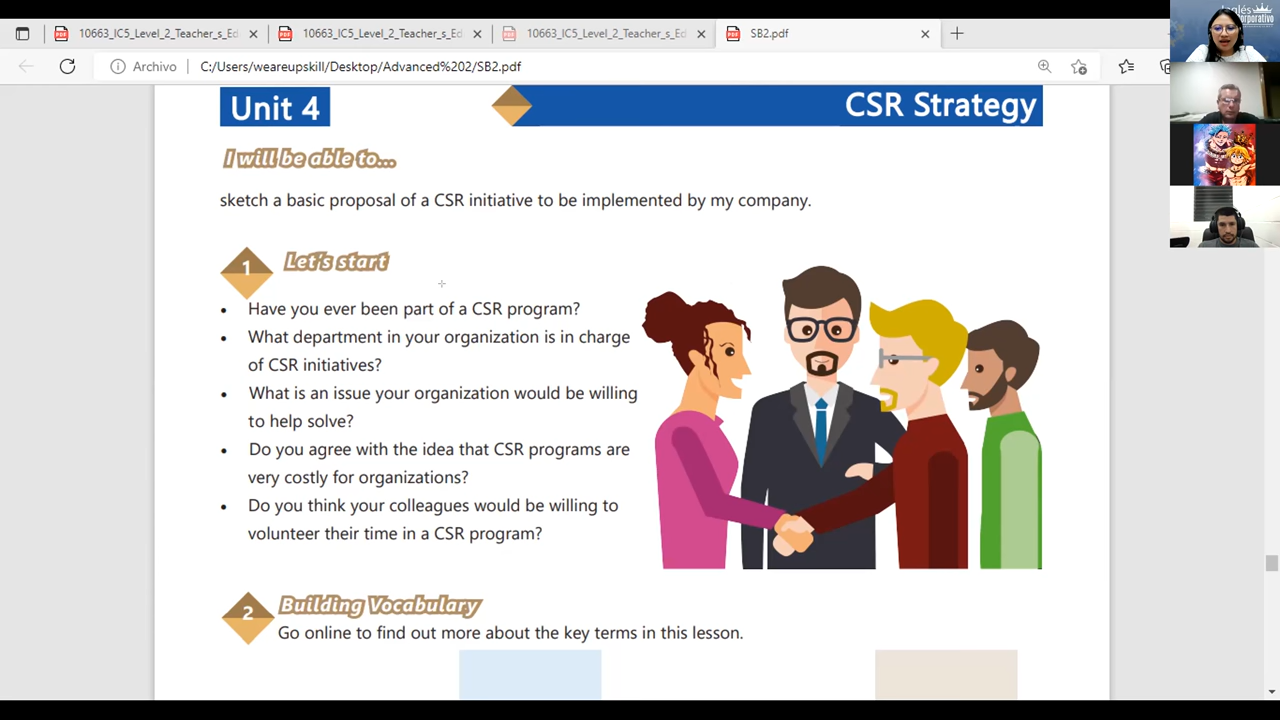 10663_IC5_Level_2_Teacher_s_Ed
10663_IC5_Level_2_Teacher_s_Ed
10663_IC5_Level_2_Teacher_s_Ed
SB2.pdf
Archivo
C:/Users/weareupskill/Desktop/Advanced%202/SB2.pdf
Inglés
Unit 4
CSR Strategy
I will be able to...
sketch a basic proposal of a CSR initiative to be implemented by my company.
1
Let's start
• Have you ever been part of a CSR program?
• What department in your organization is in charge
of CSR initiatives?
• What is an issue your organization would be willing
to help solve?
• Do you agree with the idea that CSR programs are
very costly for organizations?
• Do you think your colleagues would be willing to
volunteer their time in a CSR program?
2
Building Vocabulary
Go online to find out more about the key terms in this lesson.